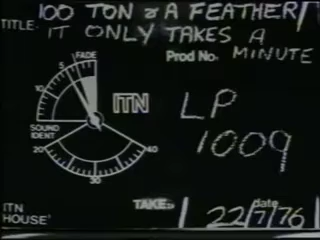 100 TON & A FEATHER /
TITLE. IT ONLY TAKES A
Prod No. MINUTE
FADE
5
10
ITN
LP
1009
SOUND
IDENT
20
30
40
ITN
HOUSE'
TAKE
date
22/7/76